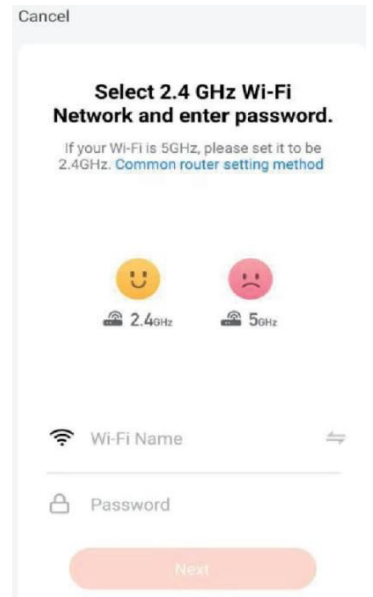 Cancel
Select 2.4 GHz Wi-Fi
Network and enter password.
If your Wi-Fi is 5GHz, please set it to be
2.4GHz. Common router setting method
2.4GHz 5GHz
Wi-Fi Name
Password
Next